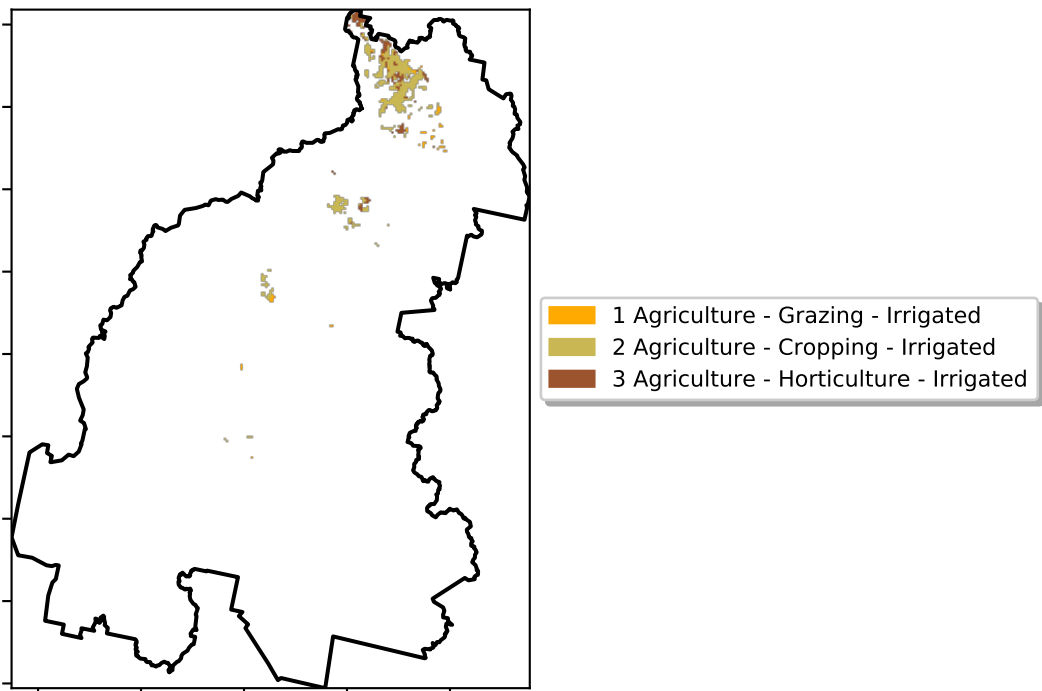 1 Agriculture - Grazing - Irrigated
2 Agriculture - Cropping - Irrigated
3 Agriculture - Horticulture - Irrigated